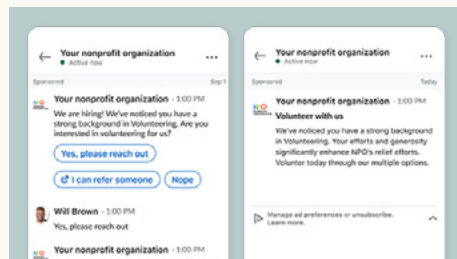 Your nonprofit organization
Active now
Sponsored
Sep 1
Your nonprofit organization · 1:00 PM
We are hiring! We've noticed you have a
strong background in Volunteering. Are you
interested in volunteering for us?
Yes, please reach out
I can refer someone
Nope
Will Brown · 1:00 PM
Yes, please reach out
Your nonprofit organization · 1:00 PM
Your nonprofit organization
Active now
Sponsored
Today
Your nonprofit organization · 1:00 PM
Volunteer with us
We've noticed you have a strong background
in Volunteering. Your efforts and generosity
significantly enhance NPO's relief efforts.
Volunter today through our multiple options.
Manage ad preferences or unsubscribe.
Learn more.